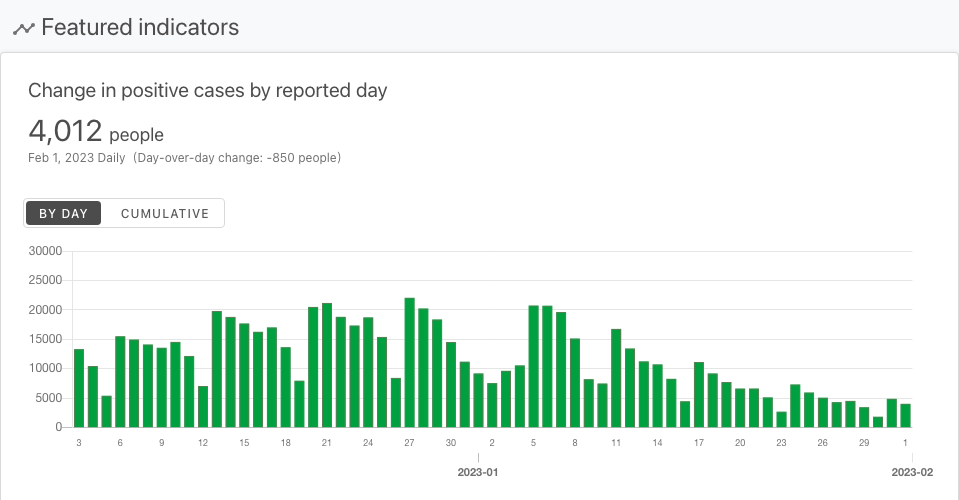 Featured indicators
Change in positive cases by reported day
4,012 people
Feb 1, 2023 Daily (Day-over-day change: -850 people)
BY DAY CUMULATIVE
30000
25000
20000
15000
10000
5000
0
3 6 9 12 15 18 21 24 27 30 2 5 8 11 14 17 20 23 26 29 1
2023-01 2023-02